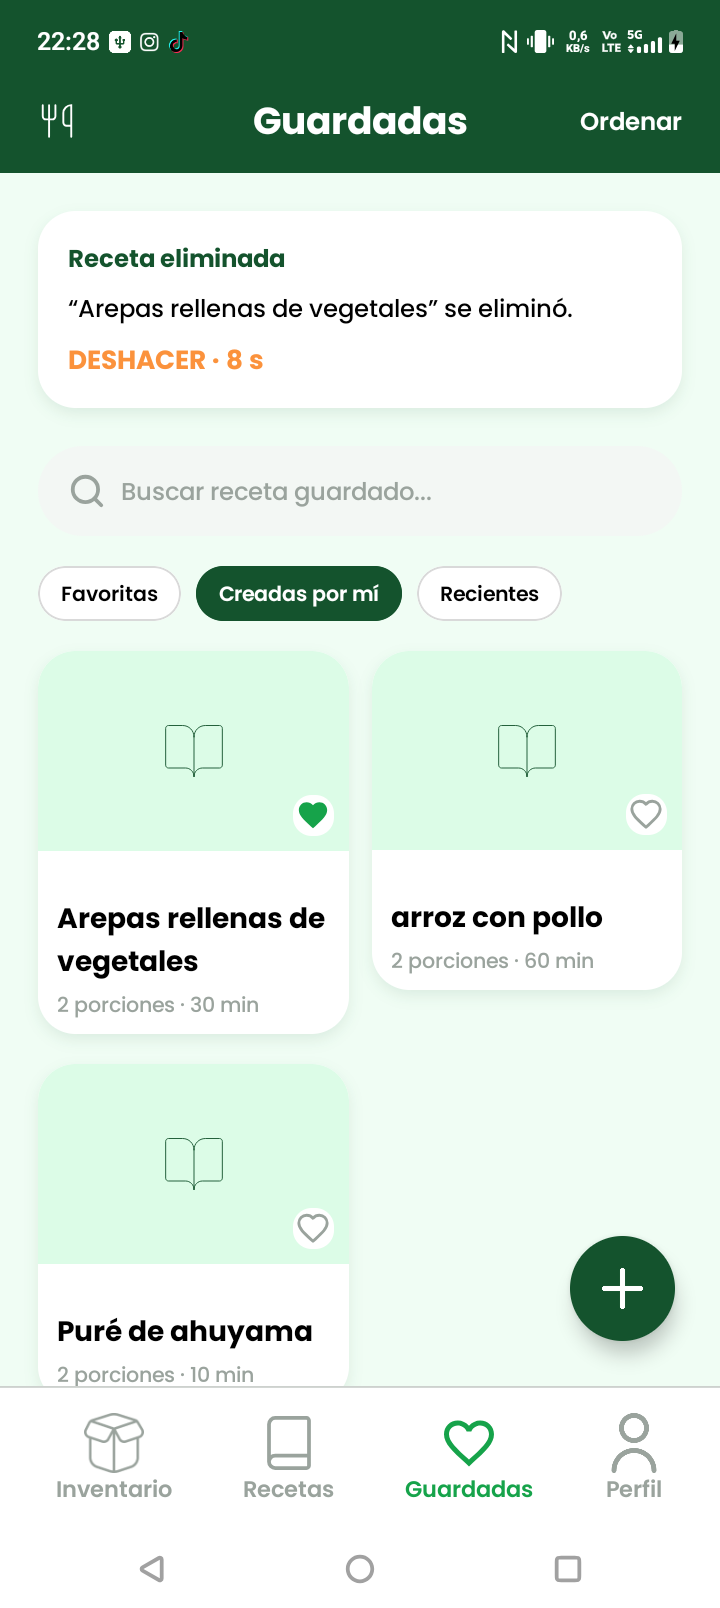 22:28
0,6 KB/s
Vo LTE
5G
Guardadas
Ordenar
Receta eliminada
“Arepas rellenas de vegetales” se eliminó.
DESHACER · 8 s
Buscar receta guardado...
Favoritas
Creadas por mí
Recientes
Arepas rellenas de
vegetales
2 porciones · 30 min
arroz con pollo
2 porciones · 60 min
Puré de ahuyama
2 porciones · 10 min
Inventario
Recetas
Guardadas
Perfil